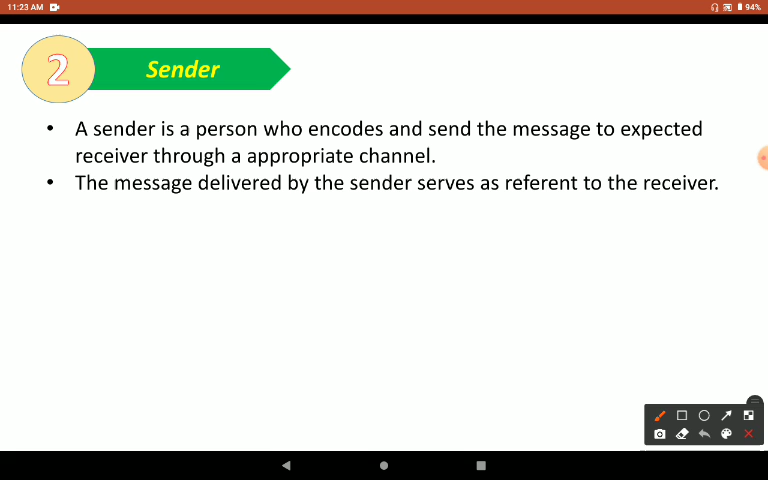 11:23 AM
94%
2
Sender
• A sender is a person who encodes and send the message to expected
receiver through a appropriate channel.
• The message delivered by the sender serves as referent to the receiver.